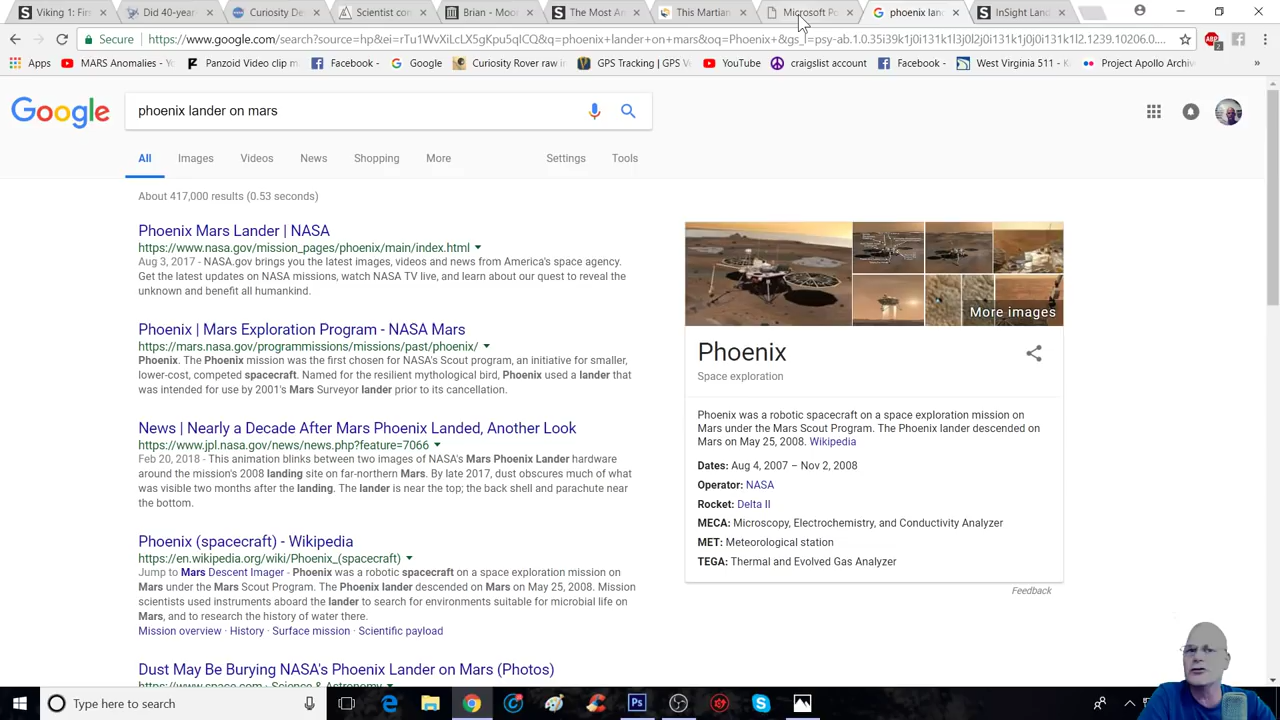 Viking 1: Firs
Did 40-year-
Curiosity De
Scientist con
Brian - Moon
The Most An
This Martian
Microsoft Po
phoenix lan
InSight Land
Secure
https://www.google.com/search?source=hp&ei=rTu1WvXiLcLX5gKpu5qICQ&q=phoenix+lander+on+mars&oq=Phoenix+&gs_l=psy-ab.1.0.35i39k1j0i131k1l3j0l2j0i131k1j0l1j0i131k1l2.1239.10206.0....
Apps
MARS Anomalies - Y
Panzoid Video clip m
Facebook -
Google
Curiosity Rover raw i
GPS Tracking | GPS V
YouTube
craigslist account
Facebook -
West Virginia 511 - K
Project Apollo Archiv
Google
phoenix lander on mars
All Images Videos News Shopping More Settings Tools
About 417,000 results (0.53 seconds)
Phoenix Mars Lander | NASA
https://www.nasa.gov/mission_pages/phoenix/main/index.html
Aug 3, 2017 - NASA.gov brings you the latest images, videos and news from America's space agency.
Get the latest updates on NASA missions, watch NASA TV live, and learn about our quest to reveal the
unknown and benefit all humankind.
Phoenix | Mars Exploration Program - NASA Mars
https://mars.nasa.gov/programmissions/missions/past/phoenix/
Phoenix. The Phoenix mission was the first chosen for NASA's Scout program, an initiative for smaller,
lower-cost, competed spacecraft. Named for the resilient mythological bird, Phoenix used a lander that
was intended for use by 2001's Mars Surveyor lander prior to its cancellation.
News | Nearly a Decade After Mars Phoenix Landed, Another Look
https://www.jpl.nasa.gov/news/news.php?feature=7066
Feb 20, 2018 - This animation blinks between two images of NASA's Mars Phoenix Lander hardware
around the mission's 2008 landing site on far-northern Mars. By late 2017, dust obscures much of what
was visible two months after the landing. The lander is near the top; the back shell and parachute near
the bottom.
Phoenix (spacecraft) - Wikipedia
https://en.wikipedia.org/wiki/Phoenix_(spacecraft)
Jump to Mars Descent Imager - Phoenix was a robotic spacecraft on a space exploration mission on
Mars under the Mars Scout Program. The Phoenix lander descended on Mars on May 25, 2008. Mission
scientists used instruments aboard the lander to search for environments suitable for microbial life on
Mars, and to research the history of water there.
Mission overview · History · Surface mission · Scientific payload
Dust May Be Burying NASA's Phoenix Lander on Mars (Photos)
https://www.space.com › Science & Astronomy
More images
Phoenix
Space exploration
Phoenix was a robotic spacecraft on a space exploration mission on
Mars under the Mars Scout Program. The Phoenix lander descended on
Mars on May 25, 2008. Wikipedia
Dates: Aug 4, 2007 – Nov 2, 2008
Operator: NASA
Rocket: Delta II
MECA: Microscopy, Electrochemistry, and Conductivity Analyzer
MET: Meteorological station
TEGA: Thermal and Evolved Gas Analyzer
Feedback
Type here to search